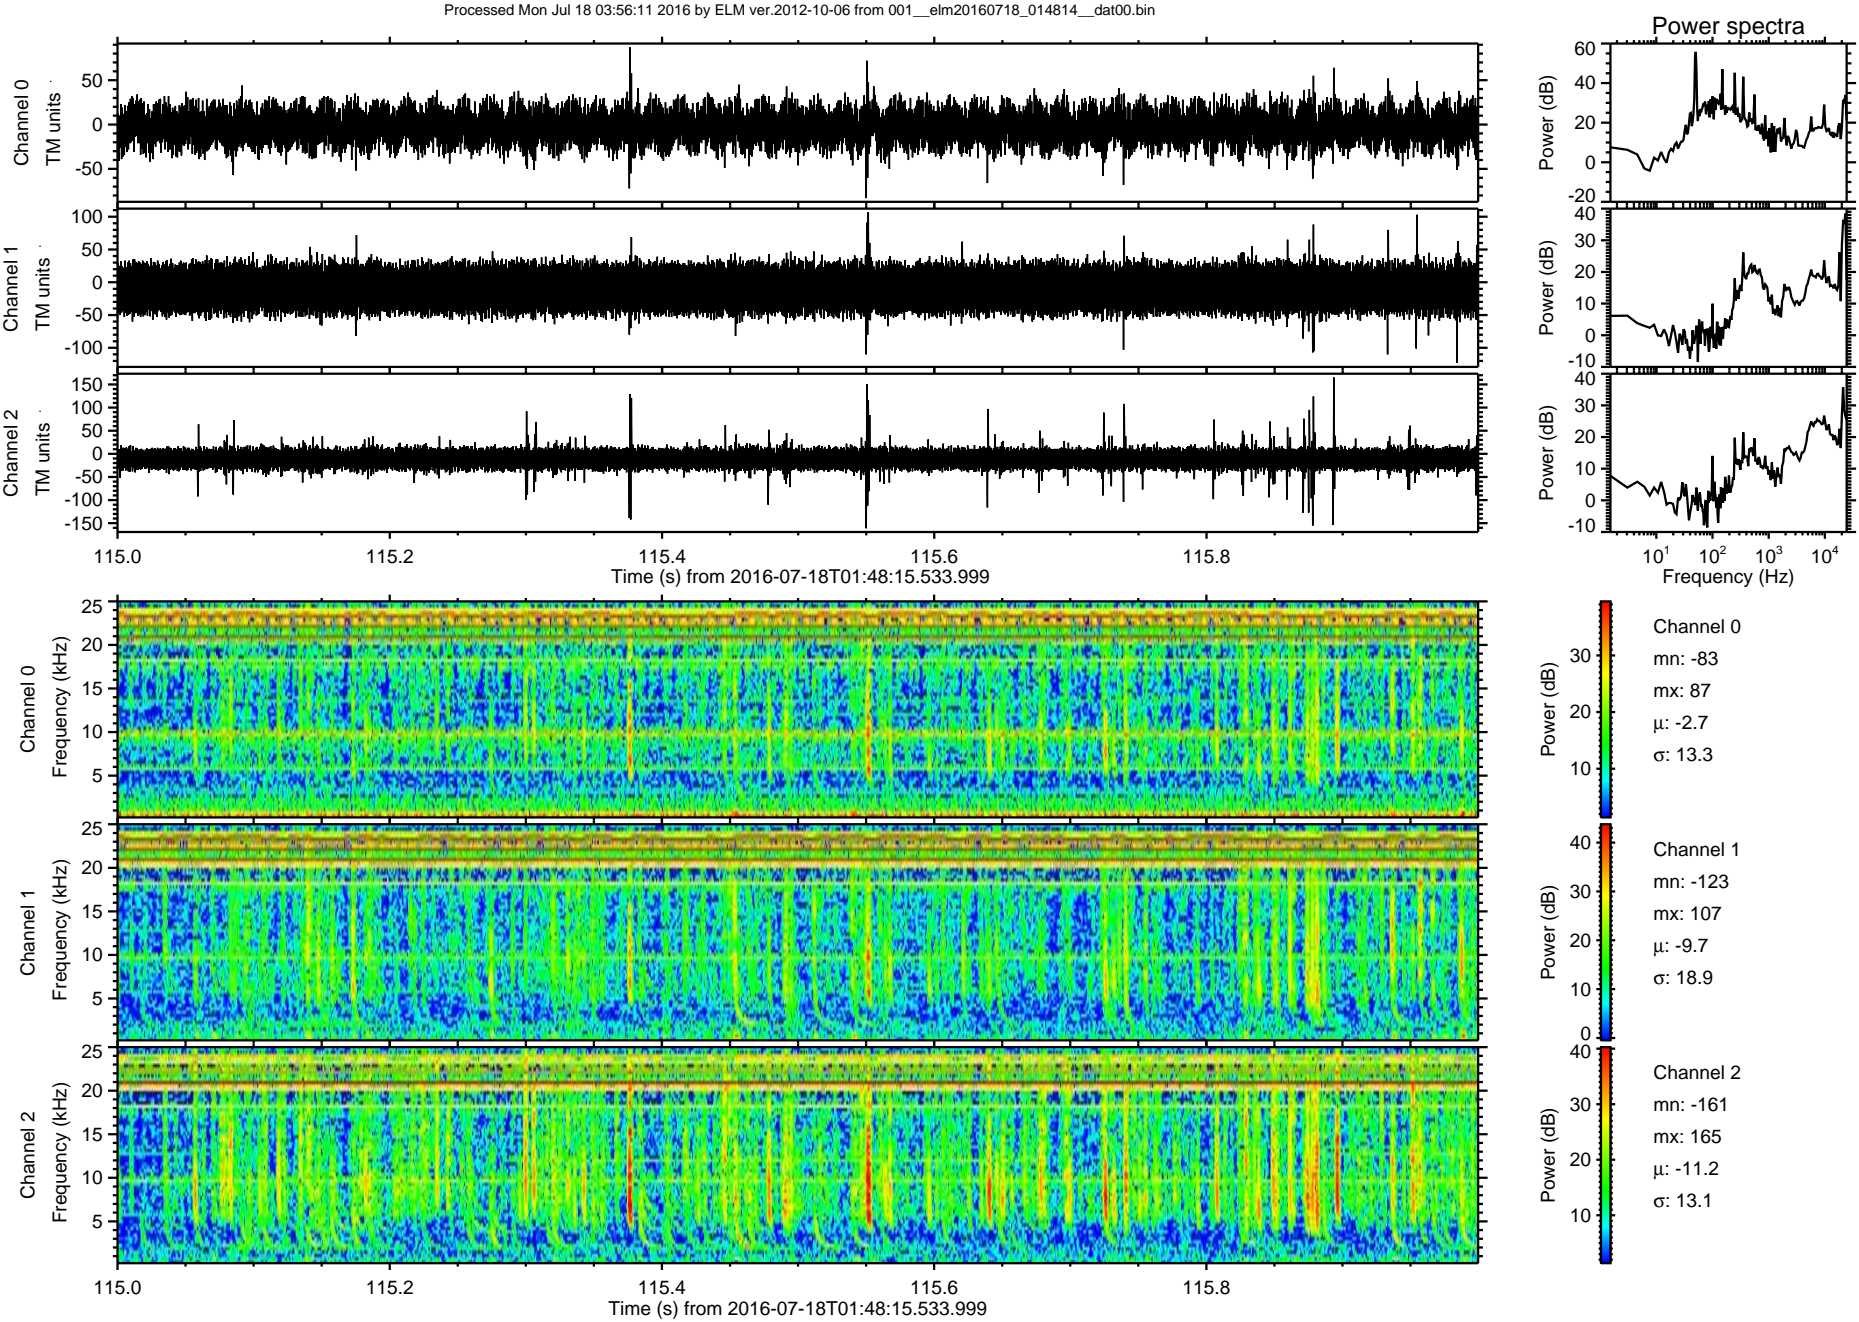 Processed Mon Jul 18 03:56:11 2016 by ELM ver.2012-10-06 from 001__elm20160718_014814__dat00.bin
Power spectra
Channel 0
TM units
50
0
-50
Power (dB)
60
40
20
0
-20
Channel 1
TM units
100
50
0
-50
-100
Power (dB)
40
30
20
10
0
-10
Channel 2
TM units
150
100
50
0
-50
-100
-150
Power (dB)
40
30
20
10
0
-10
115.0 115.2 115.4 115.6 115.8
Time (s) from 2016-07-18T01:48:15.533.999
10^1 10^2 10^3 10^4
Frequency (Hz)
Channel 0
Frequency (kHz)
25
20
15
10
5
Power (dB)
30
20
10
Channel 0
mn: -83
mx: 87
μ: -2.7
σ: 13.3
Channel 1
Frequency (kHz)
25
20
15
10
5
Power (dB)
40
30
20
10
0
Channel 1
mn: -123
mx: 107
μ: -9.7
σ: 18.9
Channel 2
Frequency (kHz)
25
20
15
10
5
Power (dB)
40
30
20
10
Channel 2
mn: -161
mx: 165
μ: -11.2
σ: 13.1
115.0 115.2 115.4 115.6 115.8
Time (s) from 2016-07-18T01:48:15.533.999